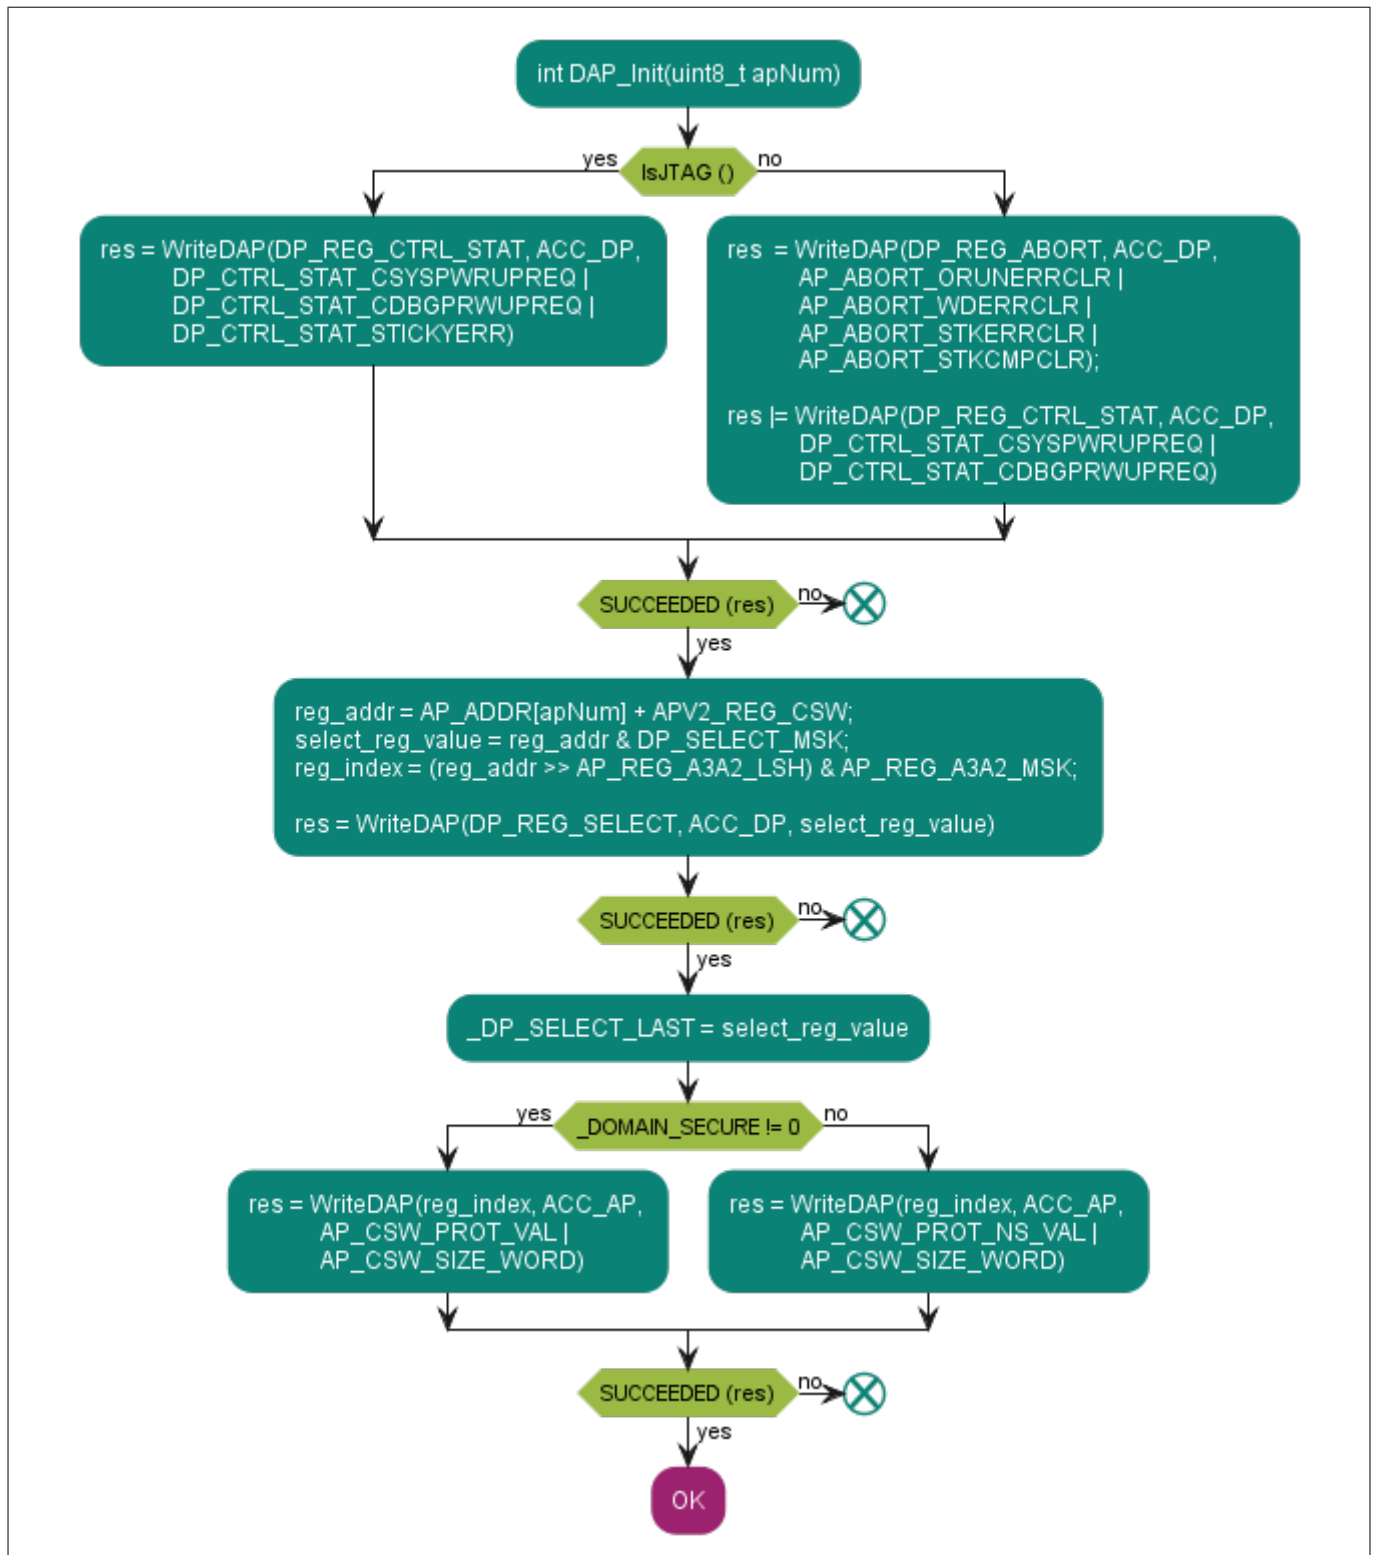 int DAP_Init(uint8_t apNum)
yes
IsJTAG ()
no
res = WriteDAP(DP_REG_CTRL_STAT, ACC_DP,
DP_CTRL_STAT_CSYSPWRUPREQ |
DP_CTRL_STAT_CDBGPRWUPREQ |
DP_CTRL_STAT_STICKYERR)
res = WriteDAP(DP_REG_ABORT, ACC_DP,
AP_ABORT_ORUNERRCLR |
AP_ABORT_WDERRCLR |
AP_ABORT_STKERRCLR |
AP_ABORT_STKCMPCLR);
res |= WriteDAP(DP_REG_CTRL_STAT, ACC_DP,
DP_CTRL_STAT_CSYSPWRUPREQ |
DP_CTRL_STAT_CDBGPRWUPREQ)
SUCCEEDED (res)
no
yes
reg_addr = AP_ADDR[apNum] + APV2_REG_CSW;
select_reg_value = reg_addr & DP_SELECT_MSK;
reg_index = (reg_addr >> AP_REG_A3A2_LSH) & AP_REG_A3A2_MSK;
res = WriteDAP(DP_REG_SELECT, ACC_DP, select_reg_value)
SUCCEEDED (res)
no
yes
_DP_SELECT_LAST = select_reg_value
yes
_DOMAIN_SECURE != 0
no
res = WriteDAP(reg_index, ACC_AP,
AP_CSW_PROT_VAL |
AP_CSW_SIZE_WORD)
res = WriteDAP(reg_index, ACC_AP,
AP_CSW_PROT_NS_VAL |
AP_CSW_SIZE_WORD)
SUCCEEDED (res)
no
yes
OK